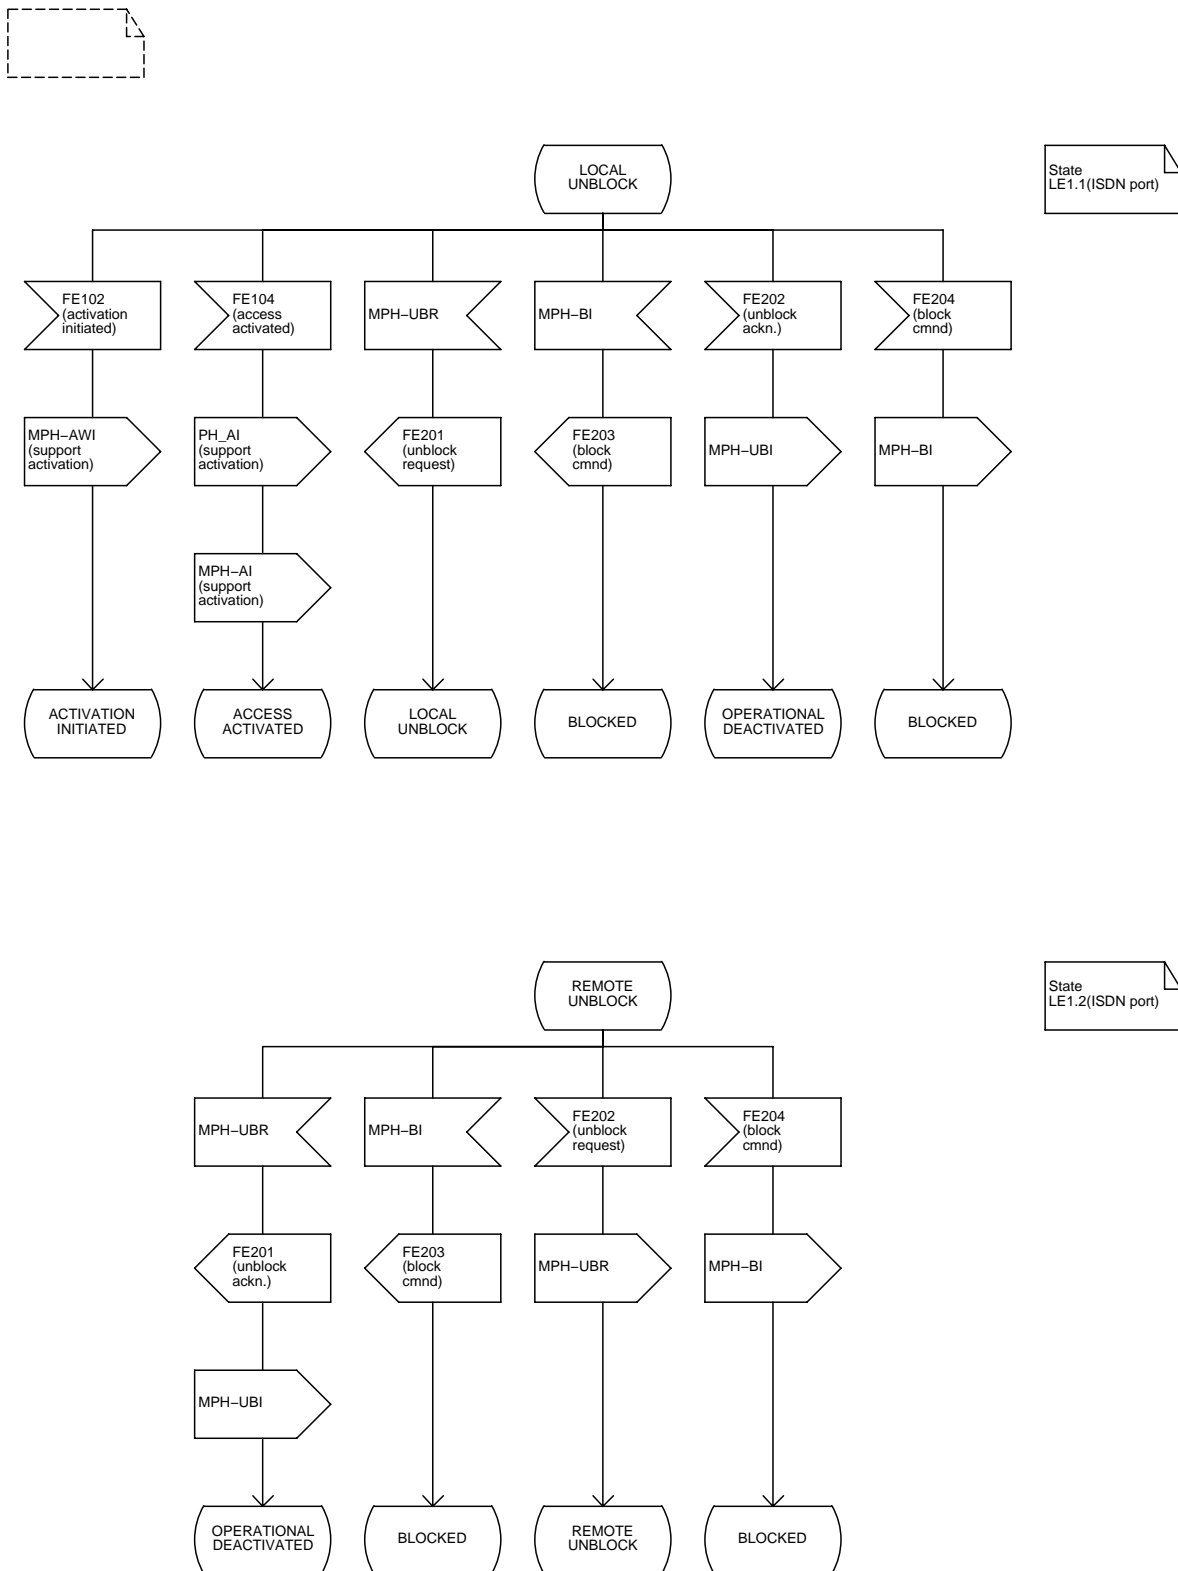 LOCAL
UNBLOCK
State
LE1.1(ISDN port)
FE102
(activation
initiated)
FE104
(access
activated)
MPH−UBR
MPH−BI
FE202
(unblock
ackn.)
FE204
(block
cmnd)
MPH−AWI
(support
activation)
PH_AI
(support
activation)
FE201
(unblock
request)
FE203
(block
cmnd)
MPH−UBI
MPH−BI
MPH−AI
(support
activation)
ACTIVATION
INITIATED
ACCESS
ACTIVATED
LOCAL
UNBLOCK
BLOCKED
OPERATIONAL
DEACTIVATED
BLOCKED
REMOTE
UNBLOCK
State
LE1.2(ISDN port)
MPH−UBR
MPH−BI
FE202
(unblock
request)
FE204
(block
cmnd)
FE201
(unblock
ackn.)
FE203
(block
cmnd)
MPH−UBR
MPH−BI
MPH−UBI
OPERATIONAL
DEACTIVATED
BLOCKED
REMOTE
UNBLOCK
BLOCKED